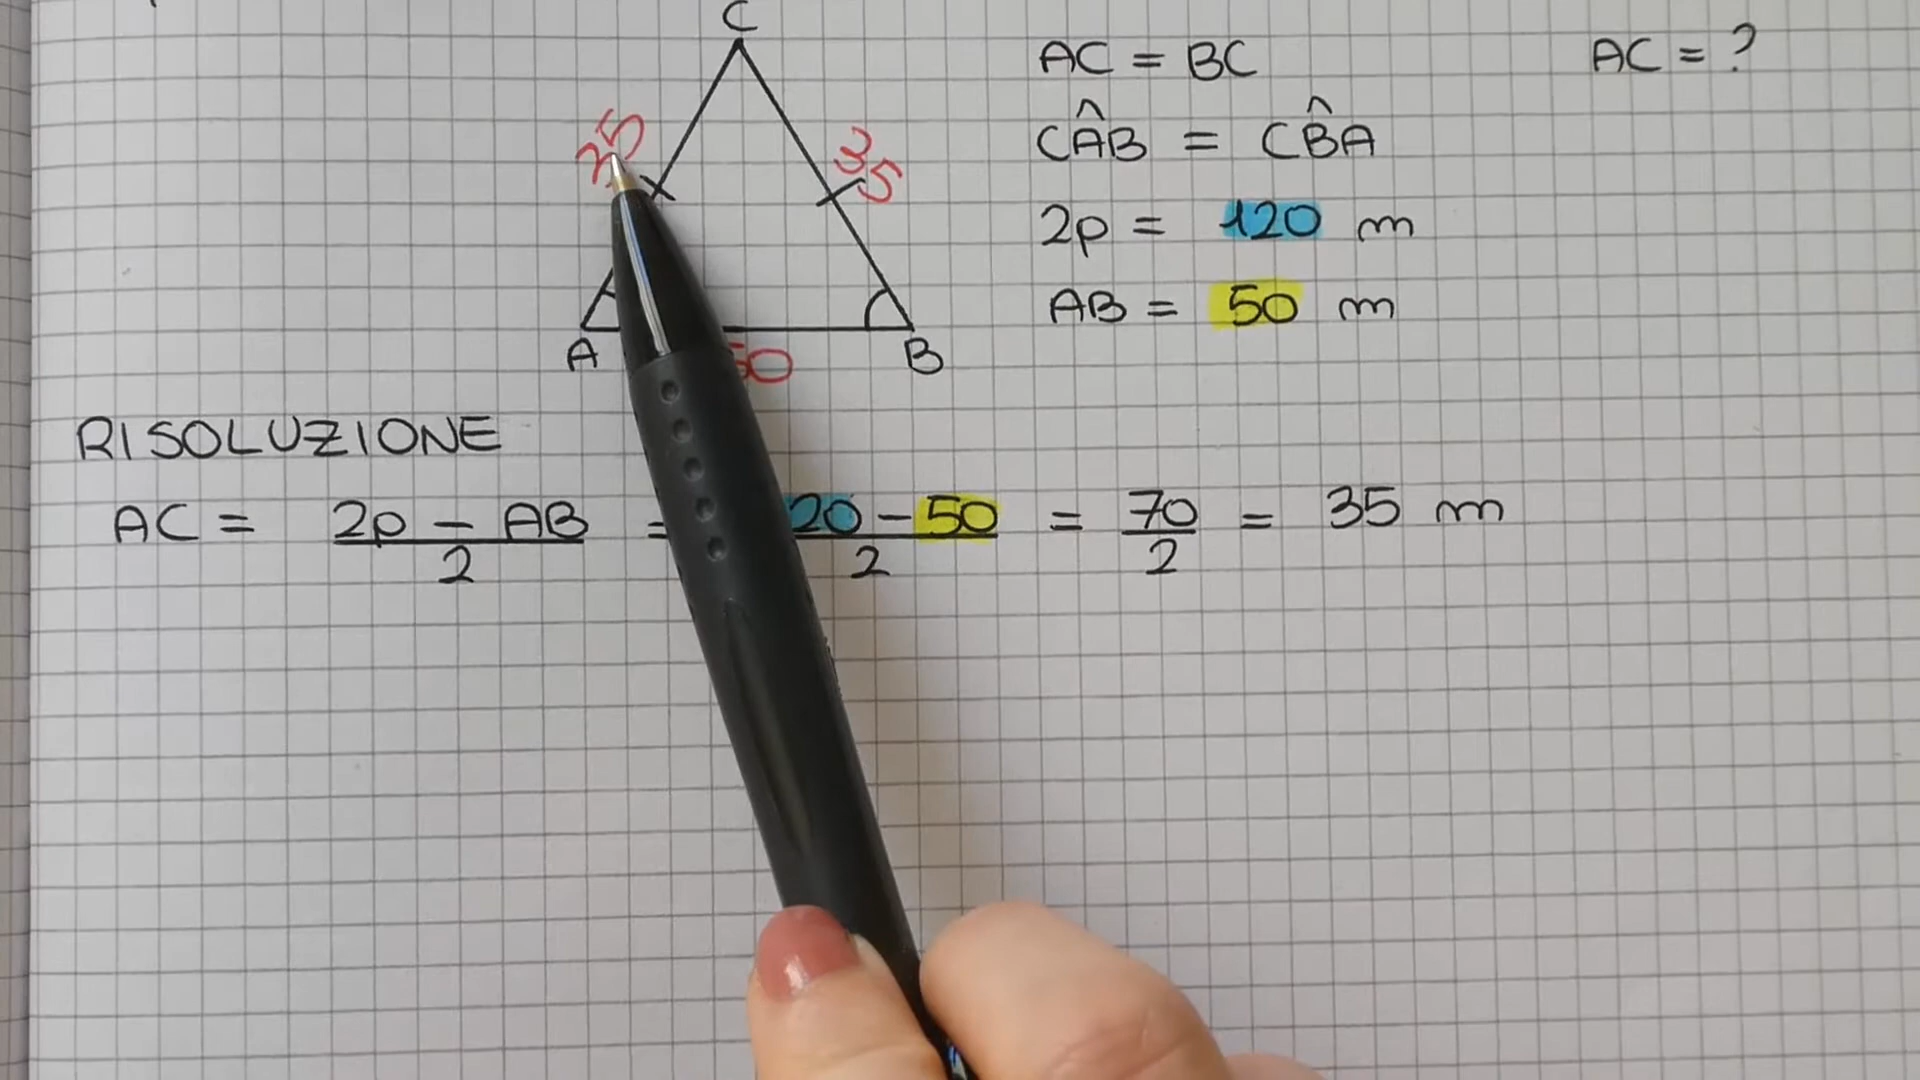 C
AC = BC
AC = ?
35
CÂB = CB̂A
2p = 120 m
AB = 50 m
A
50
B
RISOLUZIONE
AC = 2p - AB / 2 = 20 - 50 / 2 = 70 / 2 = 35 m